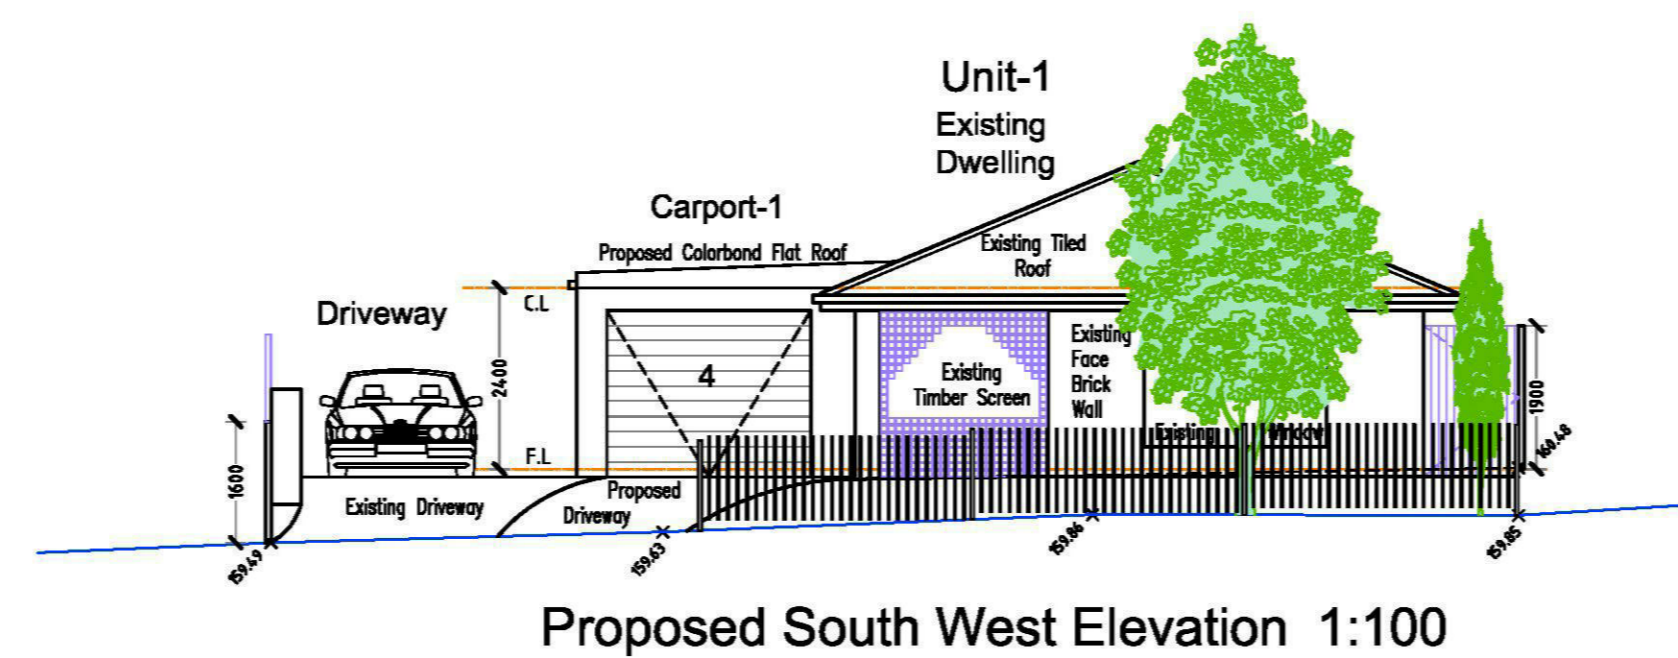 Unit-1
Existing
Dwelling
Carport-1
Proposed Colorbond Flat Roof
Existing Tiled
Roof
C.L
Driveway
2400
4
Existing
Timber Screen
Existing
Face
Brick
Wall
Existing Window
1900
160.48
F.L
1600
Existing Driveway
Proposed
Driveway
159.49
159.63
159.86
159.85
Proposed South West Elevation 1:100